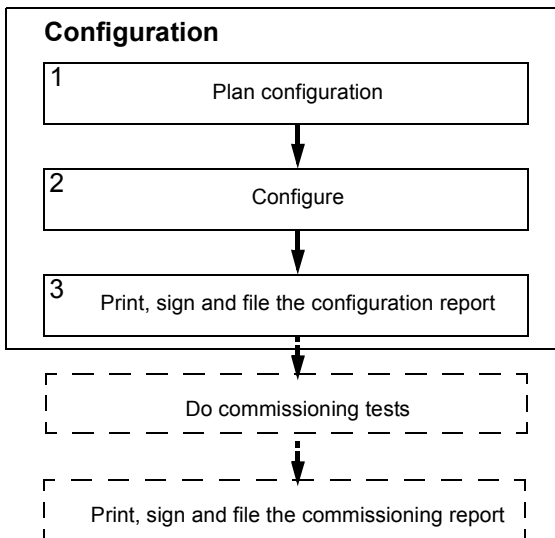 Configuration
1
Plan configuration
2
Configure
3
Print, sign and file the configuration report
Do commissioning tests
Print, sign and file the commissioning report